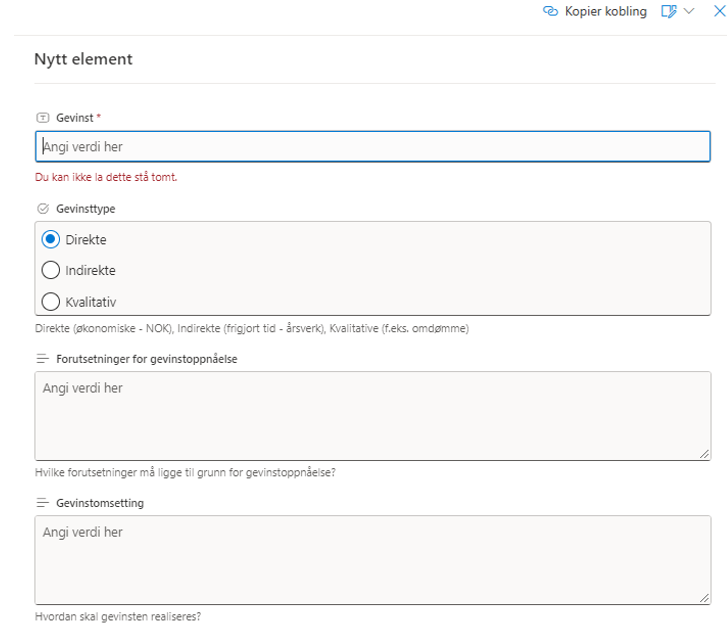 Kopier kobling
Nytt element
Gevinst *
Angi verdi her
Du kan ikke la dette stå tomt.
Gevinsttype
Direkte
Indirekte
Kvalitativ
Direkte (økonomiske - NOK), Indirekte (frigjort tid - årsverk), Kvalitative (f.eks. omdømme)
Forutsetninger for gevinstoppnåelse
Angi verdi her
Hvilke forutsetninger må ligge til grunn for gevinstoppnåelse?
Gevinstomsetting
Angi verdi her
Hvordan skal gevinsten realiseres?